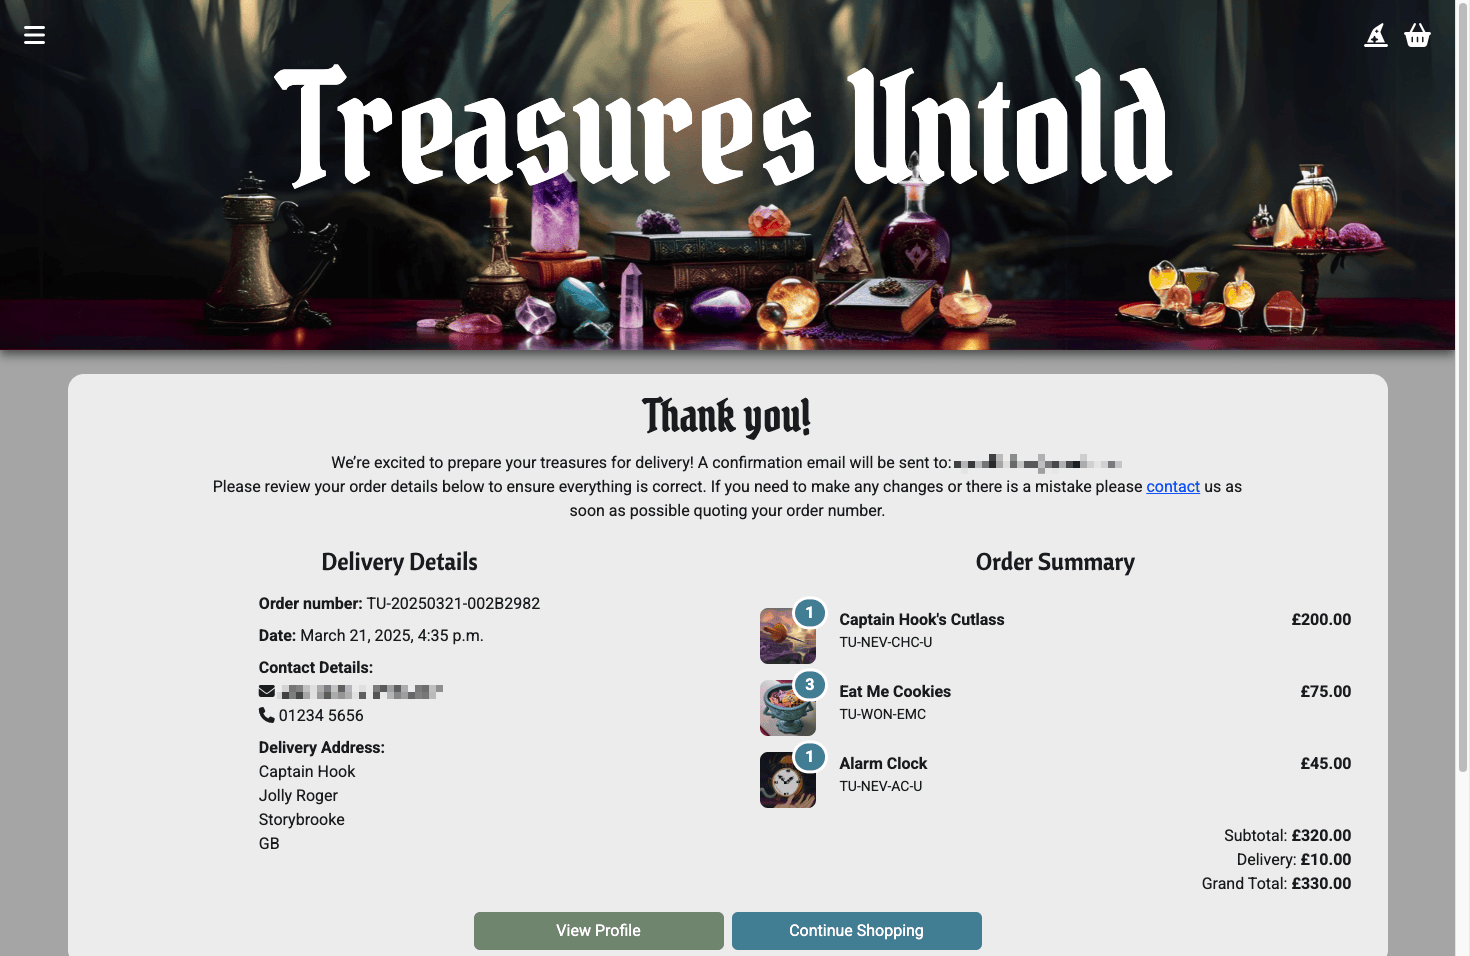 Treasures Untold
Thank you!
We're excited to prepare your treasures for delivery! A confirmation email will be sent to:
Please review your order details below to ensure everything is correct. If you need to make any changes or there is a mistake please contact us as
soon as possible quoting your order number.
Delivery Details
Order number: TU-20250321-002B2982
Date: March 21, 2025, 4:35 p.m.
Contact Details:
01234 5656
Delivery Address:
Captain Hook
Jolly Roger
Storybrooke
GB
Order Summary
1
Captain Hook's Cutlass
£200.00
TU-NEV-CHC-U
3
Eat Me Cookies
£75.00
TU-WON-EMC
1
Alarm Clock
£45.00
TU-NEV-AC-U
Subtotal: £320.00
Delivery: £10.00
Grand Total: £330.00
View Profile
Continue Shopping